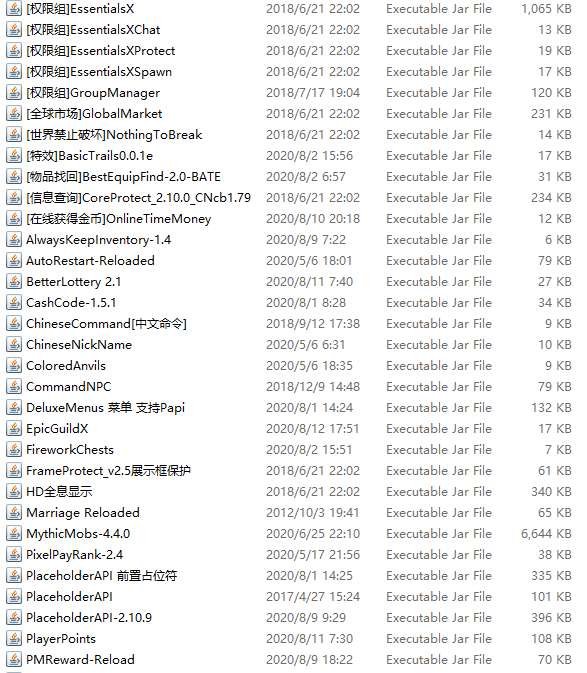 [权限组]EssentialsX 2018/6/21 22:02 Executable Jar File 1,065 KB
[权限组]EssentialsXChat 2018/6/21 22:02 Executable Jar File 13 KB
[权限组]EssentialsXProtect 2018/6/21 22:02 Executable Jar File 19 KB
[权限组]EssentialsXSpawn 2018/6/21 22:02 Executable Jar File 17 KB
[权限组]GroupManager 2018/7/17 19:04 Executable Jar File 120 KB
[全球市场]GlobalMarket 2018/6/21 22:02 Executable Jar File 231 KB
[世界禁止破坏]NothingToBreak 2018/6/21 22:02 Executable Jar File 14 KB
[特效]BasicTrails0.0.1e 2020/8/2 15:56 Executable Jar File 17 KB
[物品找回]BestEquipFind-2.0-BATE 2020/8/2 6:57 Executable Jar File 31 KB
[信息查询]CoreProtect_2.10.0_CNcb1.79 2018/6/21 22:02 Executable Jar File 234 KB
[在线获得金币]OnlineTimeMoney 2020/8/10 20:18 Executable Jar File 12 KB
AlwaysKeepInventory-1.4 2020/8/9 7:22 Executable Jar File 6 KB
AutoRestart-Reloaded 2020/5/6 18:01 Executable Jar File 79 KB
BetterLottery 2.1 2020/8/11 7:40 Executable Jar File 27 KB
CashCode-1.5.1 2020/8/1 8:28 Executable Jar File 34 KB
ChineseCommand[中文命令] 2018/9/12 17:38 Executable Jar File 9 KB
ChineseNickName 2020/5/6 6:31 Executable Jar File 10 KB
ColoredAnvils 2020/5/6 18:35 Executable Jar File 9 KB
CommandNPC 2018/12/9 14:48 Executable Jar File 79 KB
DeluxeMenus 菜单 支持Papi 2020/8/1 14:24 Executable Jar File 132 KB
EpicGuildX 2020/8/12 17:51 Executable Jar File 17 KB
FireworkChests 2020/8/2 15:51 Executable Jar File 7 KB
FrameProtect_v2.5展示框保护 2018/6/21 22:02 Executable Jar File 61 KB
HD全息显示 2018/6/21 22:02 Executable Jar File 340 KB
Marriage Reloaded 2012/10/3 19:41 Executable Jar File 65 KB
MythicMobs-4.4.0 2020/6/25 22:10 Executable Jar File 6,644 KB
PixelPayRank-2.4 2020/5/17 21:56 Executable Jar File 38 KB
PlaceholderAPI 前置占位符 2020/8/1 14:25 Executable Jar File 335 KB
PlaceholderAPI 2017/4/27 15:24 Executable Jar File 101 KB
PlaceholderAPI-2.10.9 2020/8/9 9:29 Executable Jar File 396 KB
PlayerPoints 2020/8/11 7:30 Executable Jar File 108 KB
PMReward-Reload 2020/8/9 18:22 Executable Jar File 70 KB